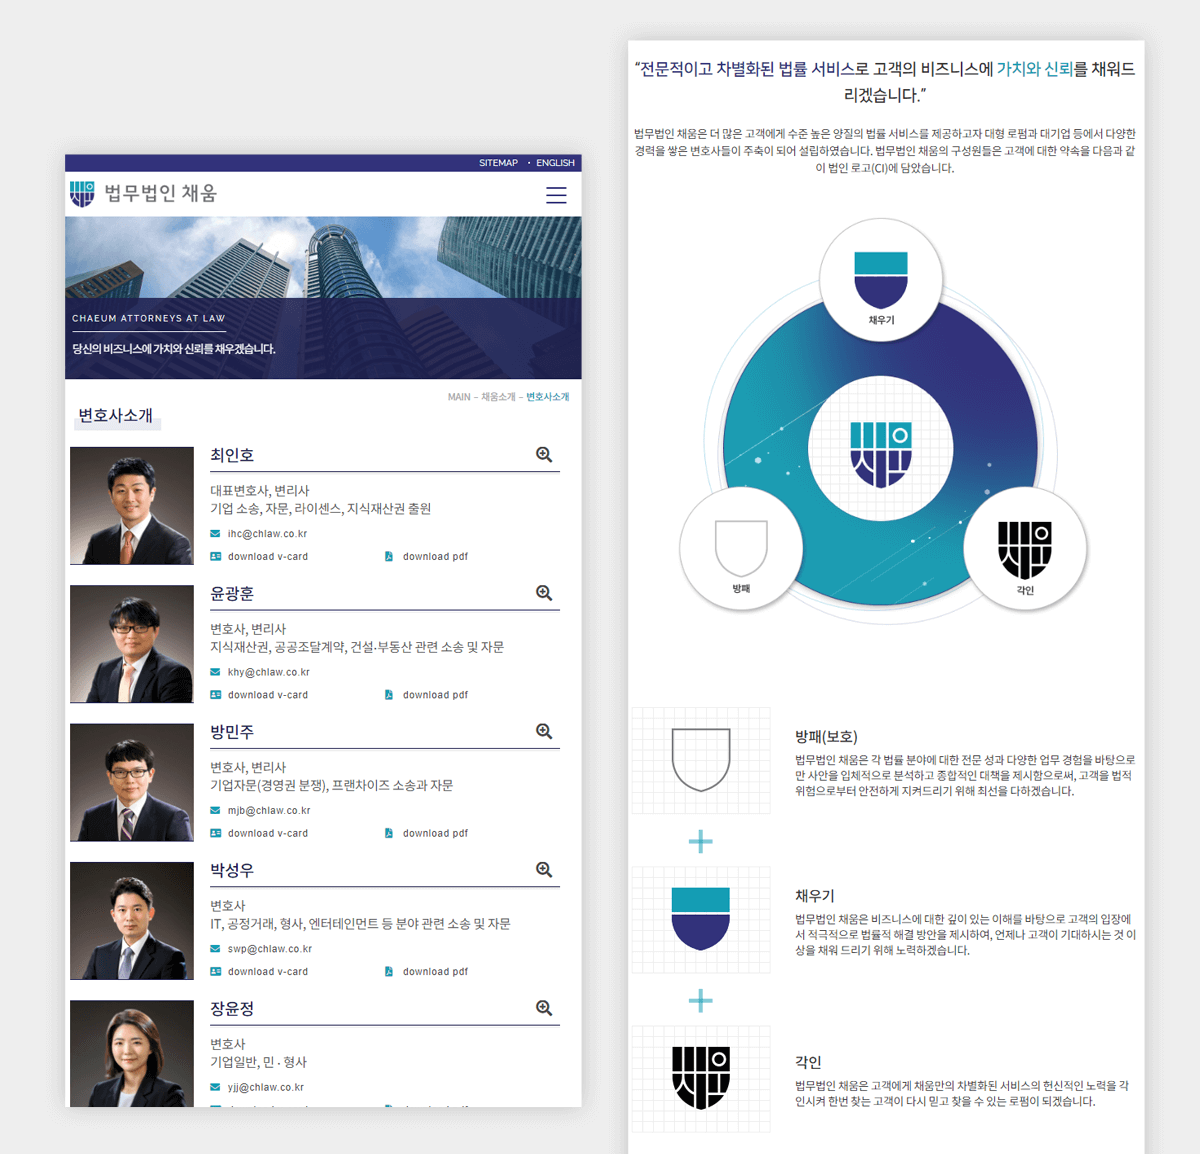 SITEMAP · ENGLISH
법무법인 채움
CHAEUM ATTORNEYS AT LAW
당신의 비즈니스에 가치와 신뢰를 채우겠습니다.
MAIN – 채움소개 – 변호사소개
변호사소개
최인호
대표변호사, 변리사
기업 소송, 자문, 라이센스, 지식재산권 출원
ihc@chlaw.co.kr
download v-card download pdf
윤광훈
변호사, 변리사
지식재산권, 공공조달계약, 건설·부동산 관련 소송 및 자문
khy@chlaw.co.kr
download v-card download pdf
방민주
변호사, 변리사
기업자문(경영권 분쟁), 프랜차이즈 소송과 자문
mjb@chlaw.co.kr
download v-card download pdf
박성우
변호사
IT, 공정거래, 형사, 엔터테인먼트 등 분야 관련 소송 및 자문
swp@chlaw.co.kr
download v-card download pdf
장윤정
변호사
기업일반, 민 · 형사
yjj@chlaw.co.kr
“전문적이고 차별화된 법률 서비스로 고객의 비즈니스에 가치와 신뢰를 채워드
리겠습니다.”
법무법인 채움은 더 많은 고객에게 수준 높은 양질의 법률 서비스를 제공하고자 대형 로펌과 대기업 등에서 다양한
경력을 쌓은 변호사들이 주축이 되어 설립하였습니다. 법무법인 채움의 구성원들은 고객에 대한 약속을 다음과 같
이 법인 로고(CI)에 담았습니다.
채우기
방패
각인
방패(보호)
법무법인 채움은 각 법률 분야에 대한 전문 성과 다양한 업무 경험을 바탕으로
만 사안을 입체적으로 분석하고 종합적인 대책을 제시함으로써, 고객을 법적
위험으로부터 안전하게 지켜드리기 위해 최선을 다하겠습니다.
채우기
법무법인 채움은 비즈니스에 대한 깊이 있는 이해를 바탕으로 고객의 입장에
서 적극적으로 법률적 해결 방안을 제시하여, 언제나 고객이 기대하시는 것 이
상을 채워 드리기 위해 노력하겠습니다.
각인
법무법인 채움은 고객에게 채움만의 차별화된 서비스의 헌신적인 노력을 각
인시켜 한번 찾는 고객이 다시 믿고 찾을 수 있는 로펌이 되겠습니다.